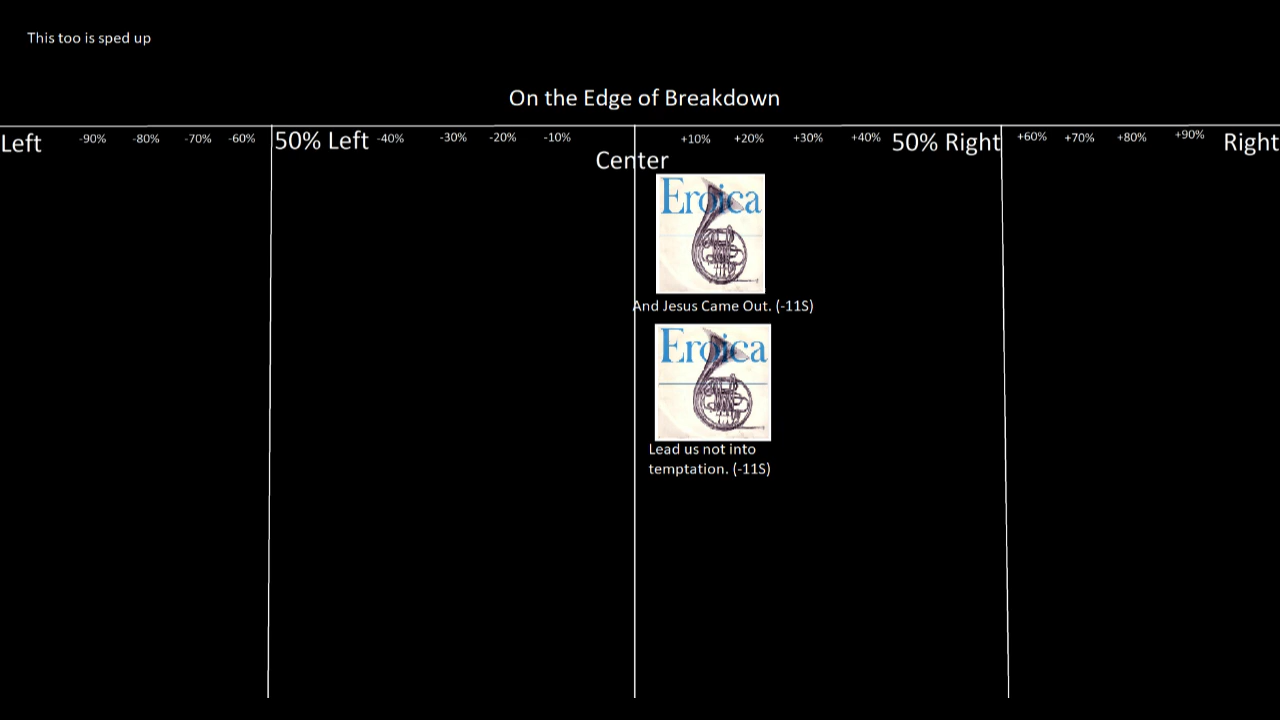 This too is sped up
On the Edge of Breakdown
Left -90% -80% -70% -60% 50% Left -40% -30% -20% -10% +10% +20% +30% +40% 50% Right +60% +70% +80% +90% Right
Center
Eroica
And Jesus Came Out. (-11S)
Eroica
Lead us not into
temptation. (-11S)